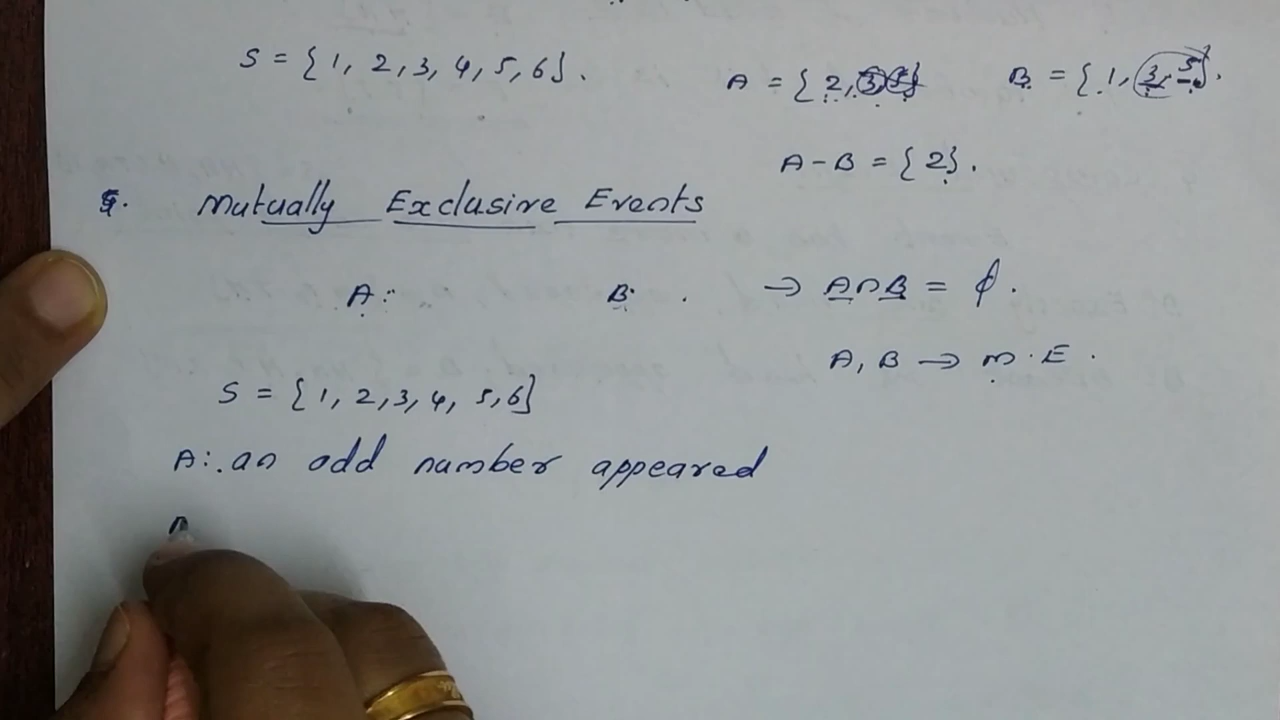 S = {1, 2, 3, 4, 5, 6}.
A = {2, 3, 5} B = {1, 3, 5}.
A - B = {2}.
5. Mutually Exclusive Events
A: B: . → A∩B = ϕ.
A, B → M.E.
S = {1, 2, 3, 4, 5, 6}
A: an odd number appeared